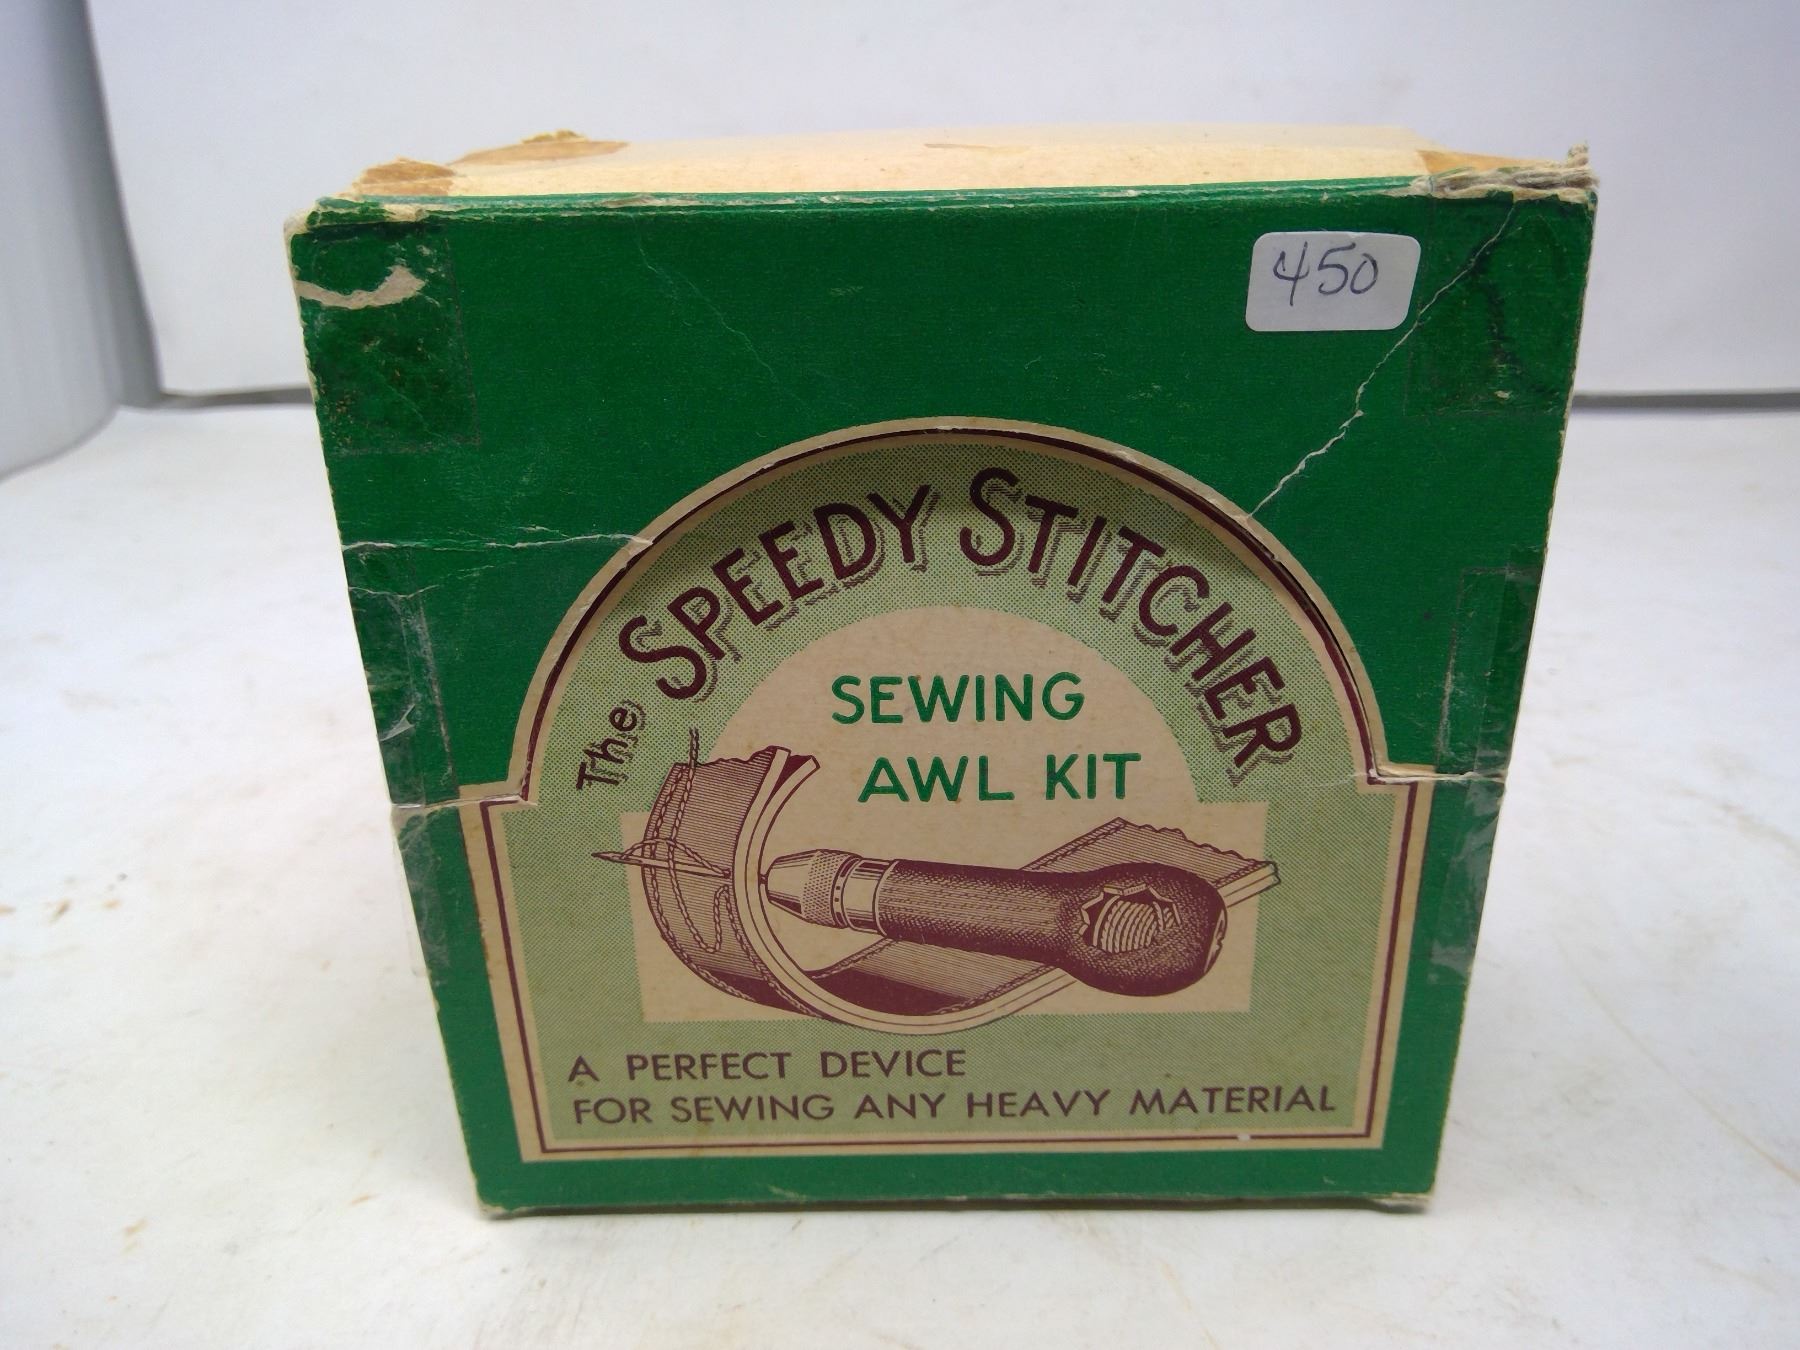 450
The SPEEDY STITCHER
SEWING
AWL KIT
A PERFECT DEVICE
FOR SEWING ANY HEAVY MATERIAL